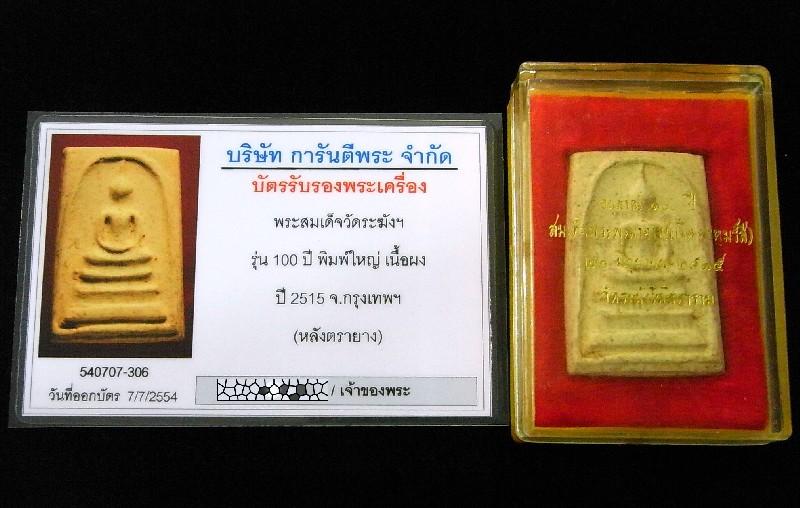 บริษัท การันตีพระ จำกัด
บัตรรับรองพระเครื่อง
พระสมเด็จวัดระฆังฯ
รุ่น 100 ปี พิมพ์ใหญ่ เนื้อผง
ปี 2515 จ.กรุงเทพฯ
(หลังตรายาง)
540707-306
วันที่ออกบัตร 7/7/2554
/ เจ้าของพระ
๑๐๐ ปี